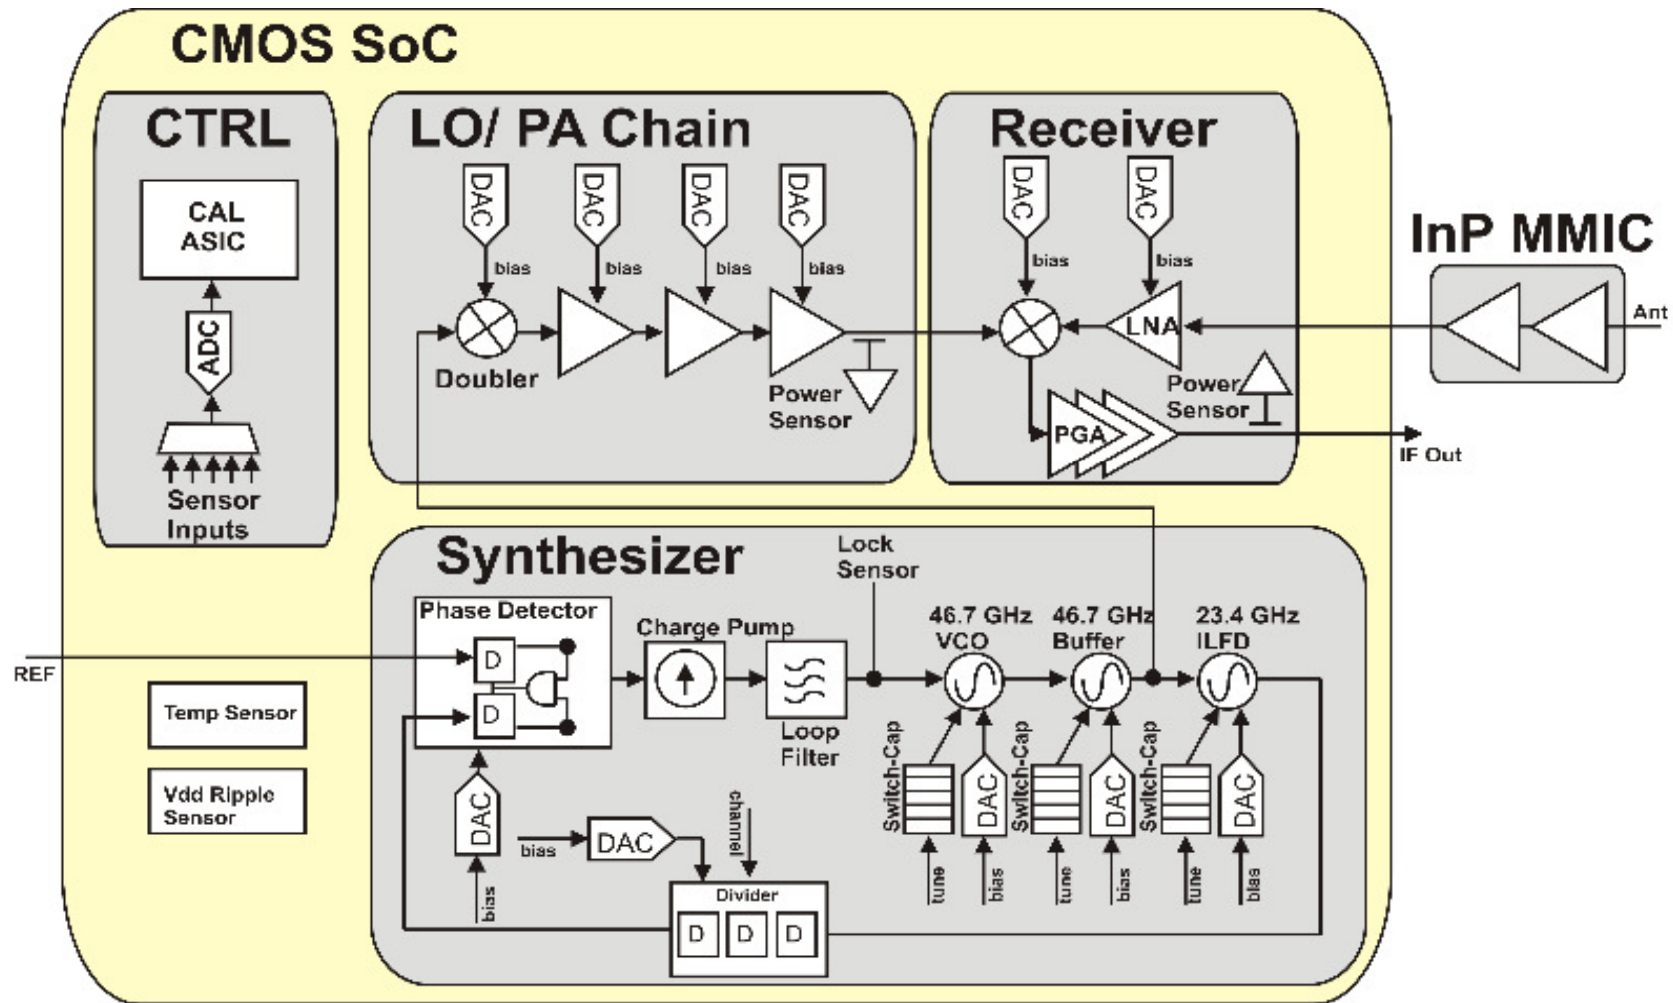 CMOS SoC
CTRL
CAL
ASIC
ADC
Sensor
Inputs
LO/ PA Chain
DAC
DAC
DAC
DAC
bias
bias
bias
bias
Doubler
Power
Sensor
Receiver
DAC
DAC
bias
bias
LNA
Power
Sensor
PGA
InP MMIC
Ant
IF Out
Synthesizer
Lock
Sensor
Phase Detector
D
D
Charge Pump
Loop
Filter
46.7 GHz
VCO
46.7 GHz
Buffer
23.4 GHz
ILFD
REF
Temp Sensor
Vdd Ripple
Sensor
Switch-Cap
DAC
Switch-Cap
DAC
Switch-Cap
DAC
tune
bias
tune
bias
tune
bias
DAC
bias
bias
DAC
channel
Divider
D
D
D